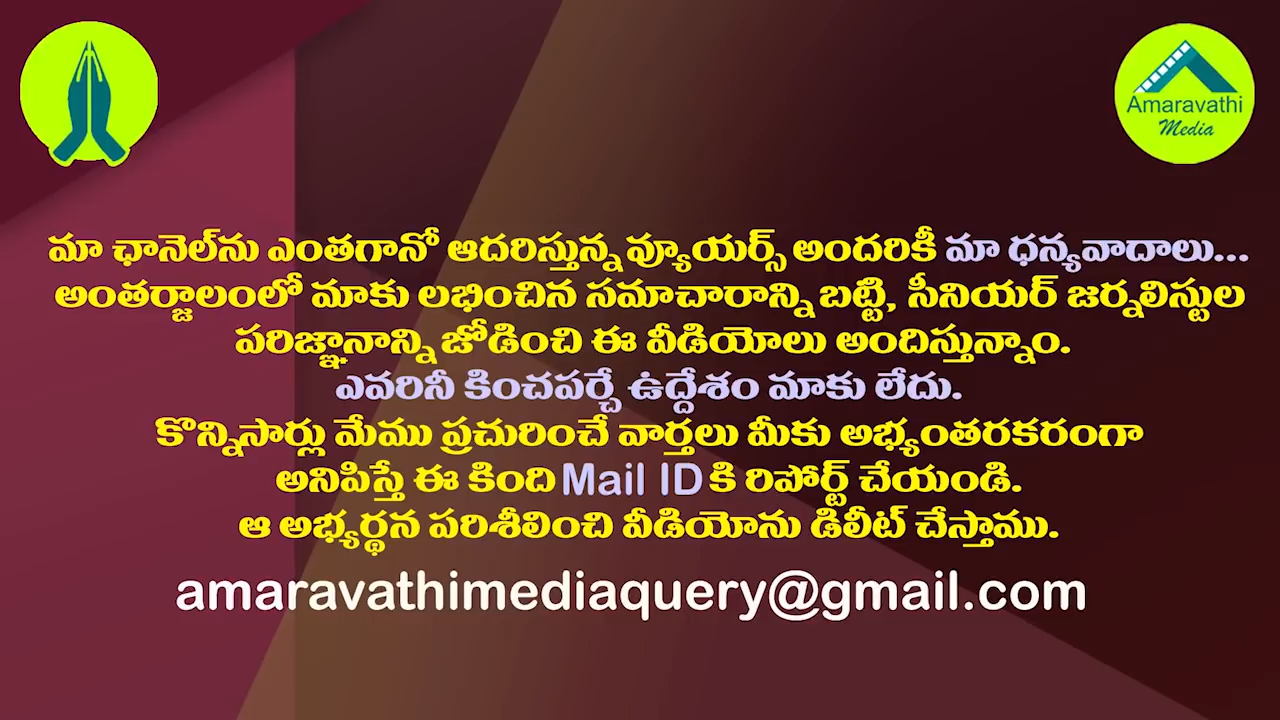 Amaravathi
Media
మా ఛానెల్‌ను ఎంతగానో ఆదరిస్తున్న వ్యూయర్స్ అందరికీ మా ధన్యవాదాలు...
అంతర్జాలంలో మాకు లభించిన సమాచారాన్ని బట్టి, సీనియర్ జర్నలిస్టుల
పరిజ్ఞానాన్ని జోడించి ఈ వీడియోలు అందిస్తున్నాం.
ఎవరినీ కించపర్చే ఉద్దేశం మాకు లేదు.
కొన్నిసార్లు మేము ప్రచురించే వార్తలు మీకు అభ్యంతరకరంగా
అనిపిస్తే ఈ కింది Mail ID కి రిపోర్ట్ చేయండి.
ఆ అభ్యర్థన పరిశీలించి వీడియోను డిలీట్ చేస్తాము.
amaravathimediaquery@gmail.com